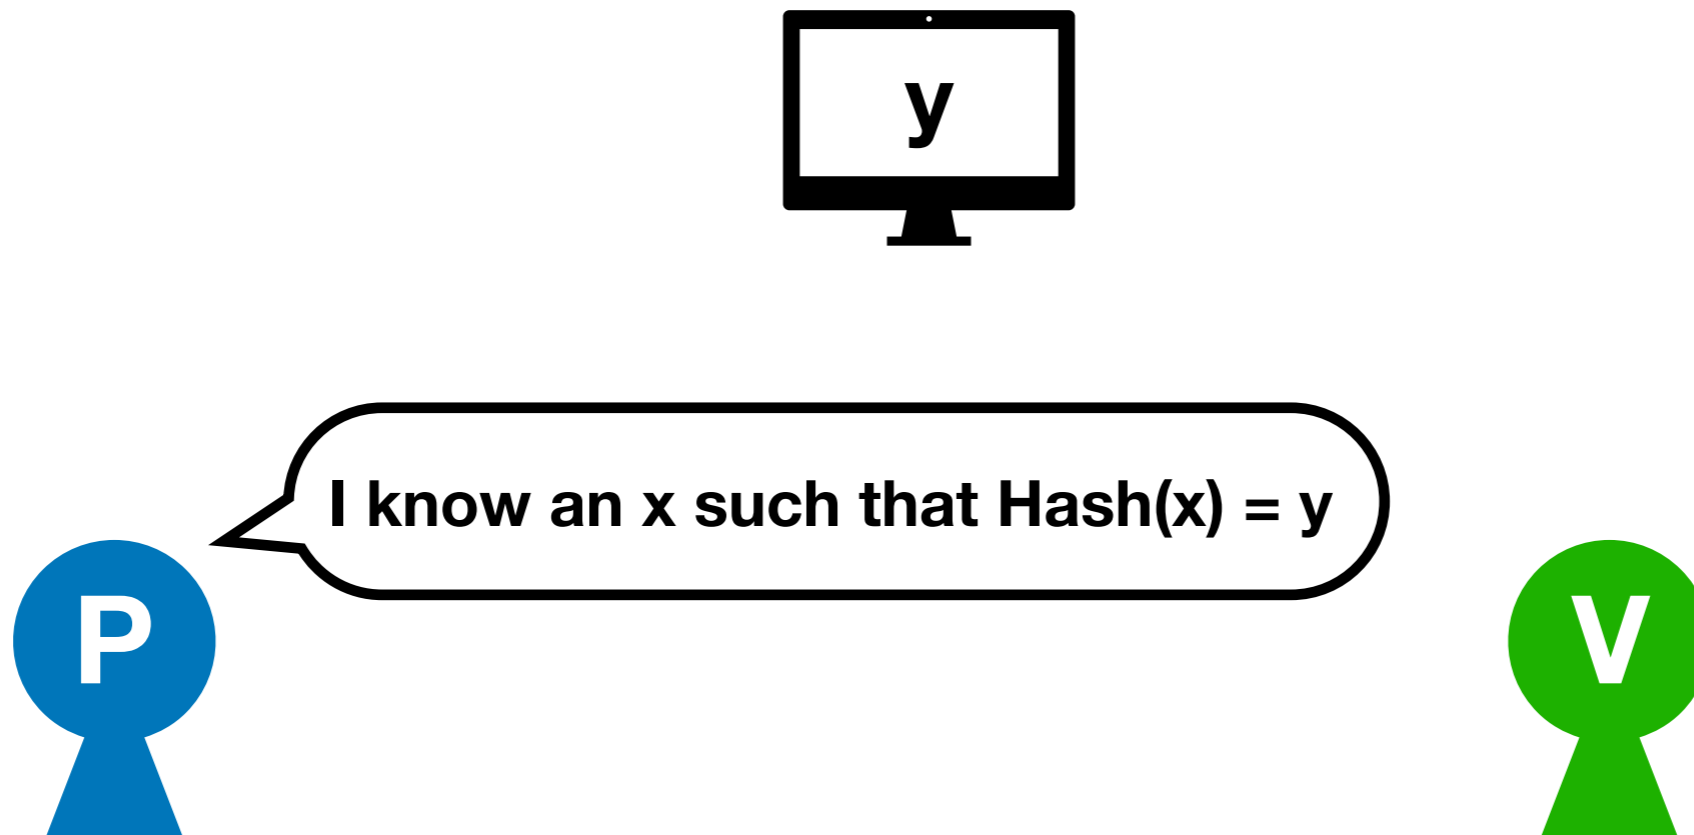 y
I know an x such that Hash(x) = y
P
V